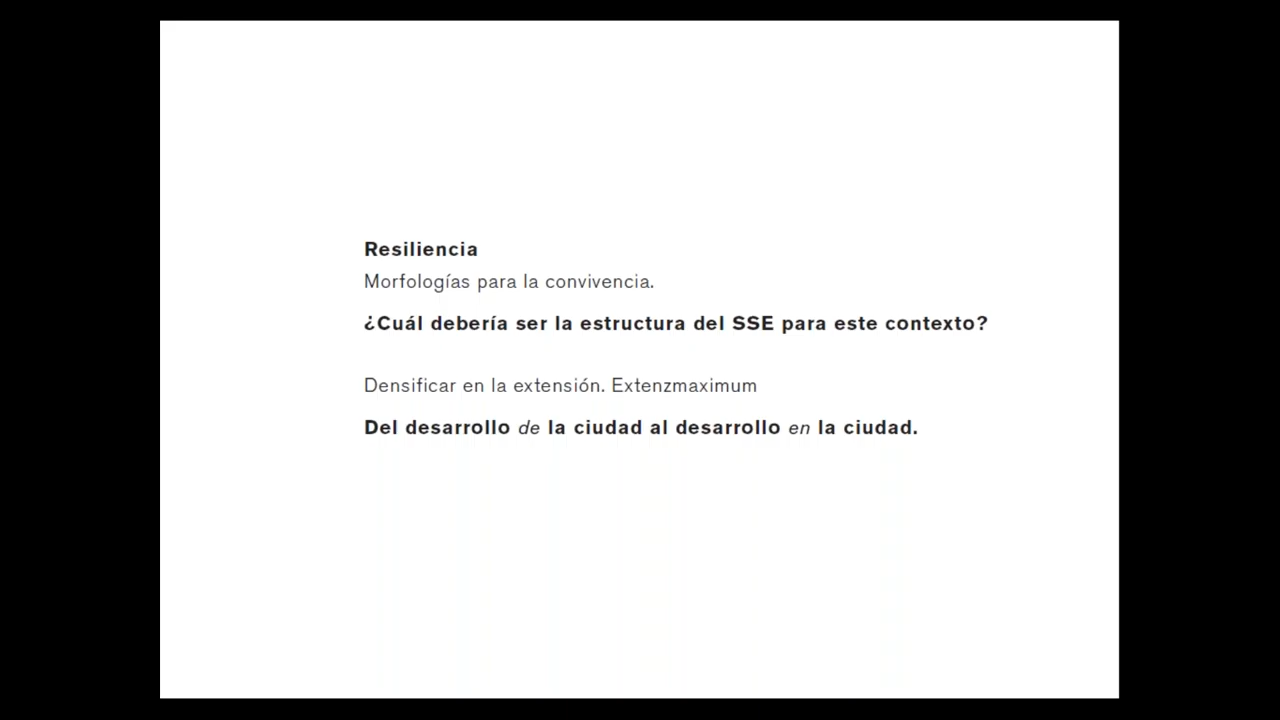 Resiliencia
Morfologías para la convivencia.
¿Cuál debería ser la estructura del SSE para este contexto?
Densificar en la extensión. Extenzmaximum
Del desarrollo de la ciudad al desarrollo en la ciudad.